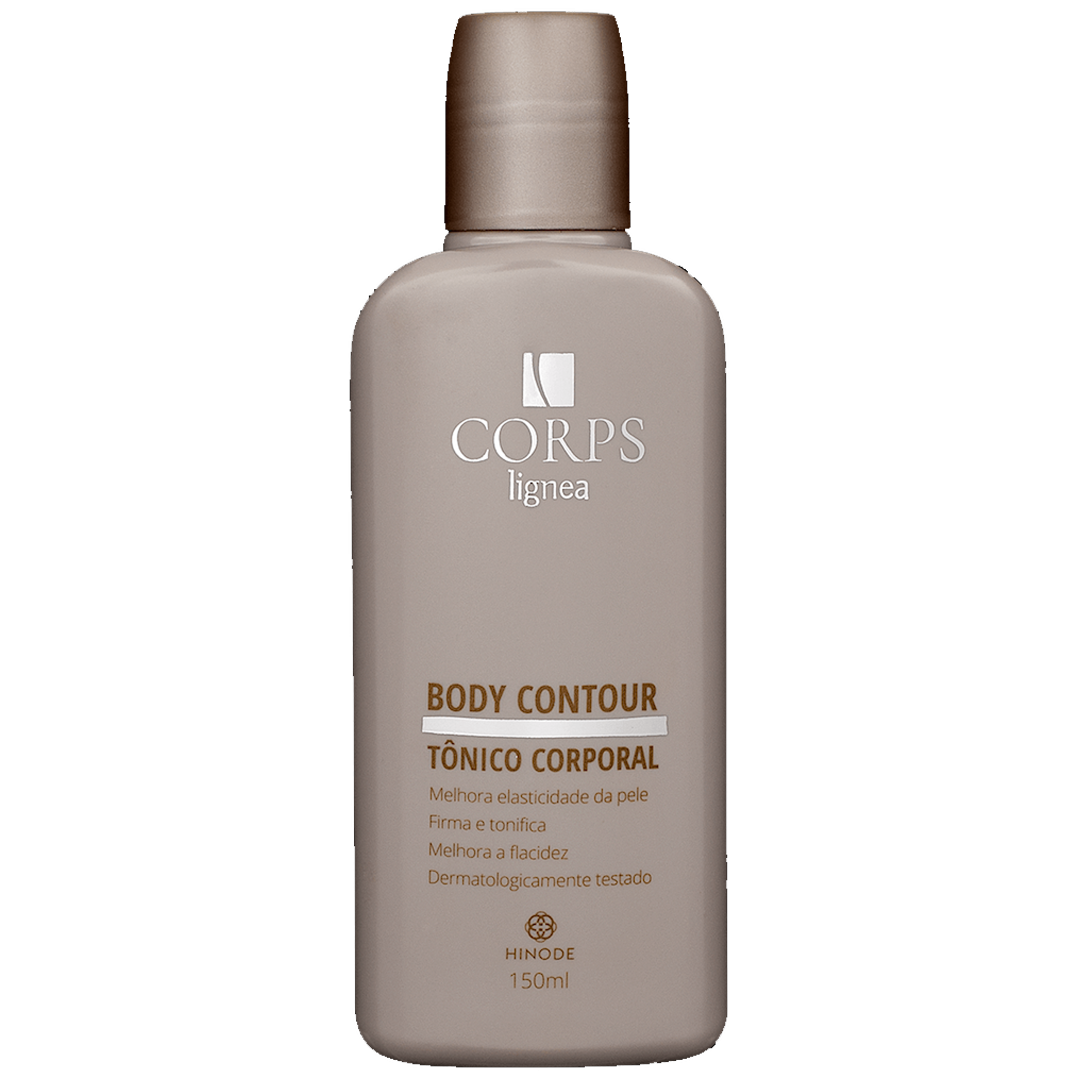 CORPS
lignea
BODY CONTOUR
TÔNICO CORPORAL
Melhora elasticidade da pele
Firma e tonifica
Melhora a flacidez
Dermatologicamente testado
HINODE
150ml